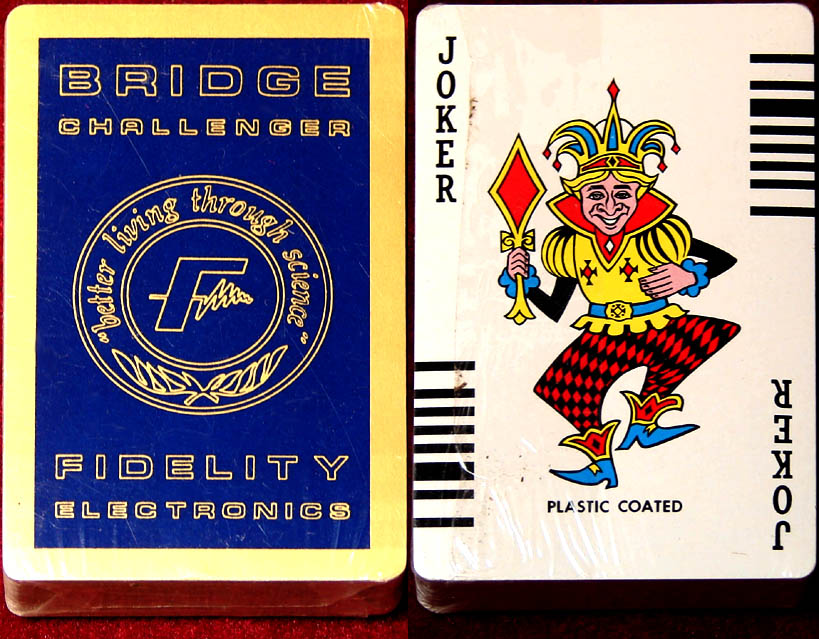 BRIDGE
CHALLENGER
"better living through science"
F
FIDELITY
ELECTRONICS
JOKER
PLASTIC COATED
JOKER